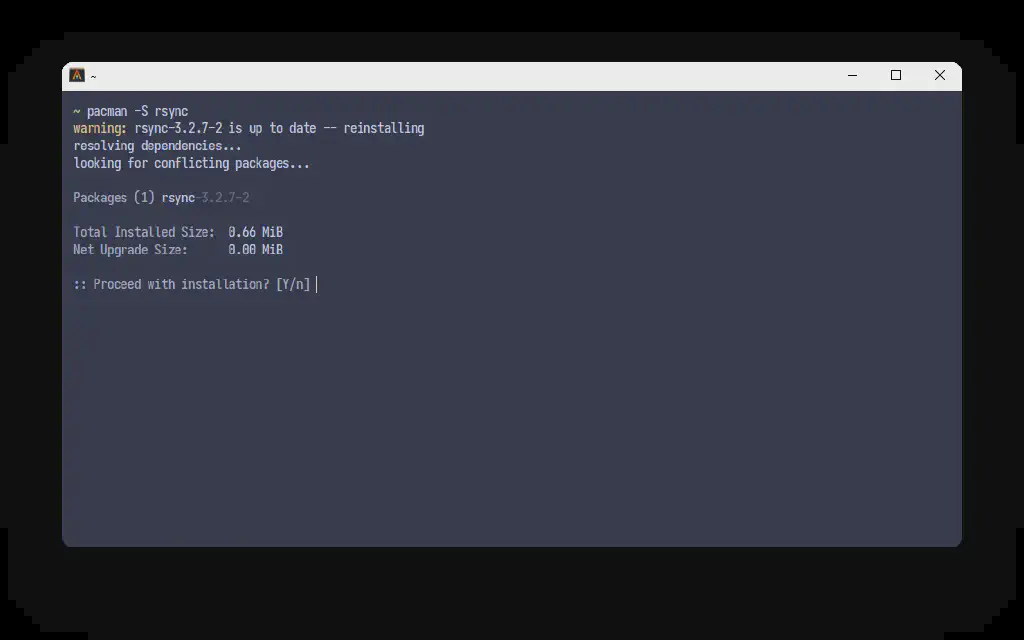 ~
~ pacman -S rsync
warning: rsync-3.2.7-2 is up to date -- reinstalling
resolving dependencies...
looking for conflicting packages...
Packages (1) rsync-3.2.7-2
Total Installed Size:  0.66 MiB
Net Upgrade Size:      0.00 MiB
:: Proceed with installation? [Y/n]